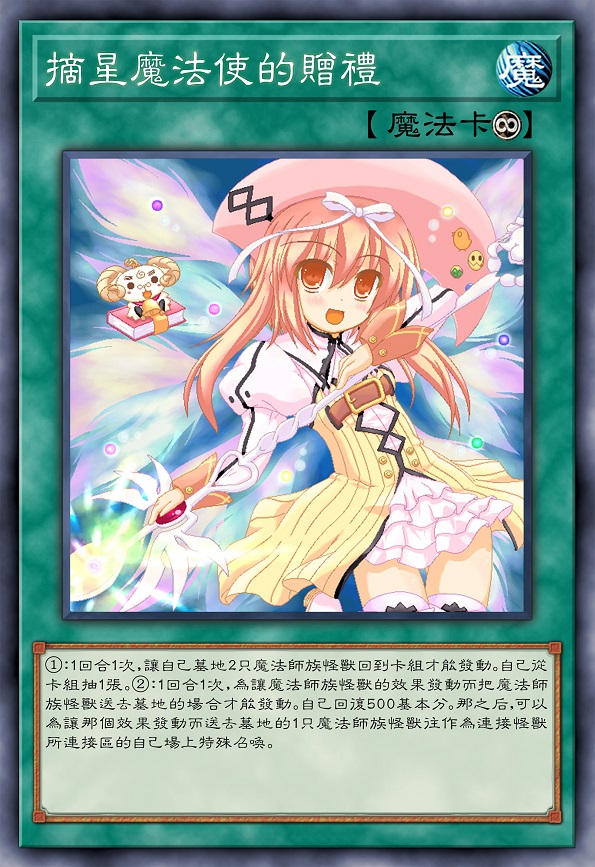 摘星魔法使的贈禮
魔
【魔法卡♾】
①:1回合1次,讓自己墓地2只魔法師族怪獸回到卡組才能發動。自己從
卡組抽1張。②:1回合1次,為讓魔法師族怪獸的效果發動而把魔法師
族怪獸送去墓地的場合才能發動。自己回復500基本分。那之后,可以
為讓那個效果發動而送去墓地的1只魔法師族怪獸往作為連接怪獸
所連接區的自己場上特殊召喚。